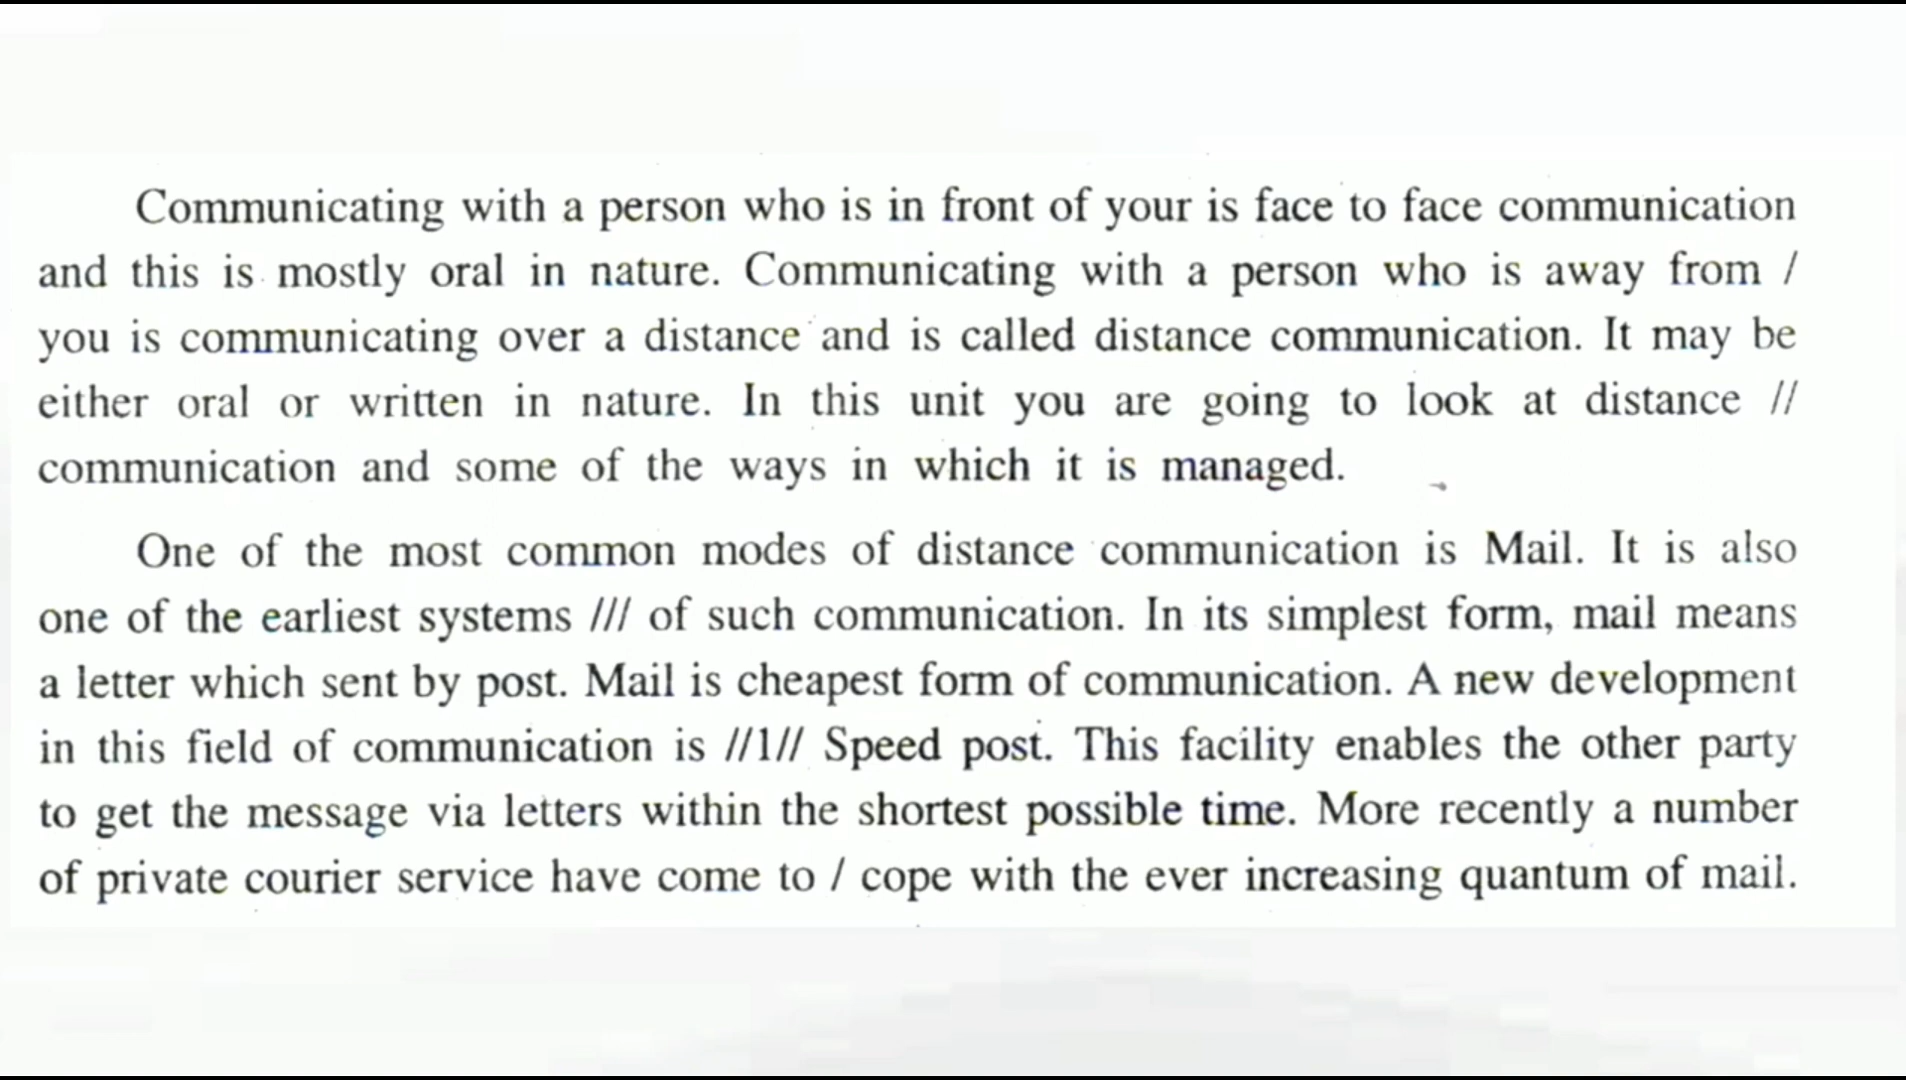 Communicating with a person who is in front of your is face to face communication
and this is mostly oral in nature. Communicating with a person who is away from /
you is communicating over a distance and is called distance communication. It may be
either oral or written in nature. In this unit you are going to look at distance //
communication and some of the ways in which it is managed.
One of the most common modes of distance communication is Mail. It is also
one of the earliest systems /// of such communication. In its simplest form, mail means
a letter which sent by post. Mail is cheapest form of communication. A new development
in this field of communication is //1// Speed post. This facility enables the other party
to get the message via letters within the shortest possible time. More recently a number
of private courier service have come to / cope with the ever increasing quantum of mail.